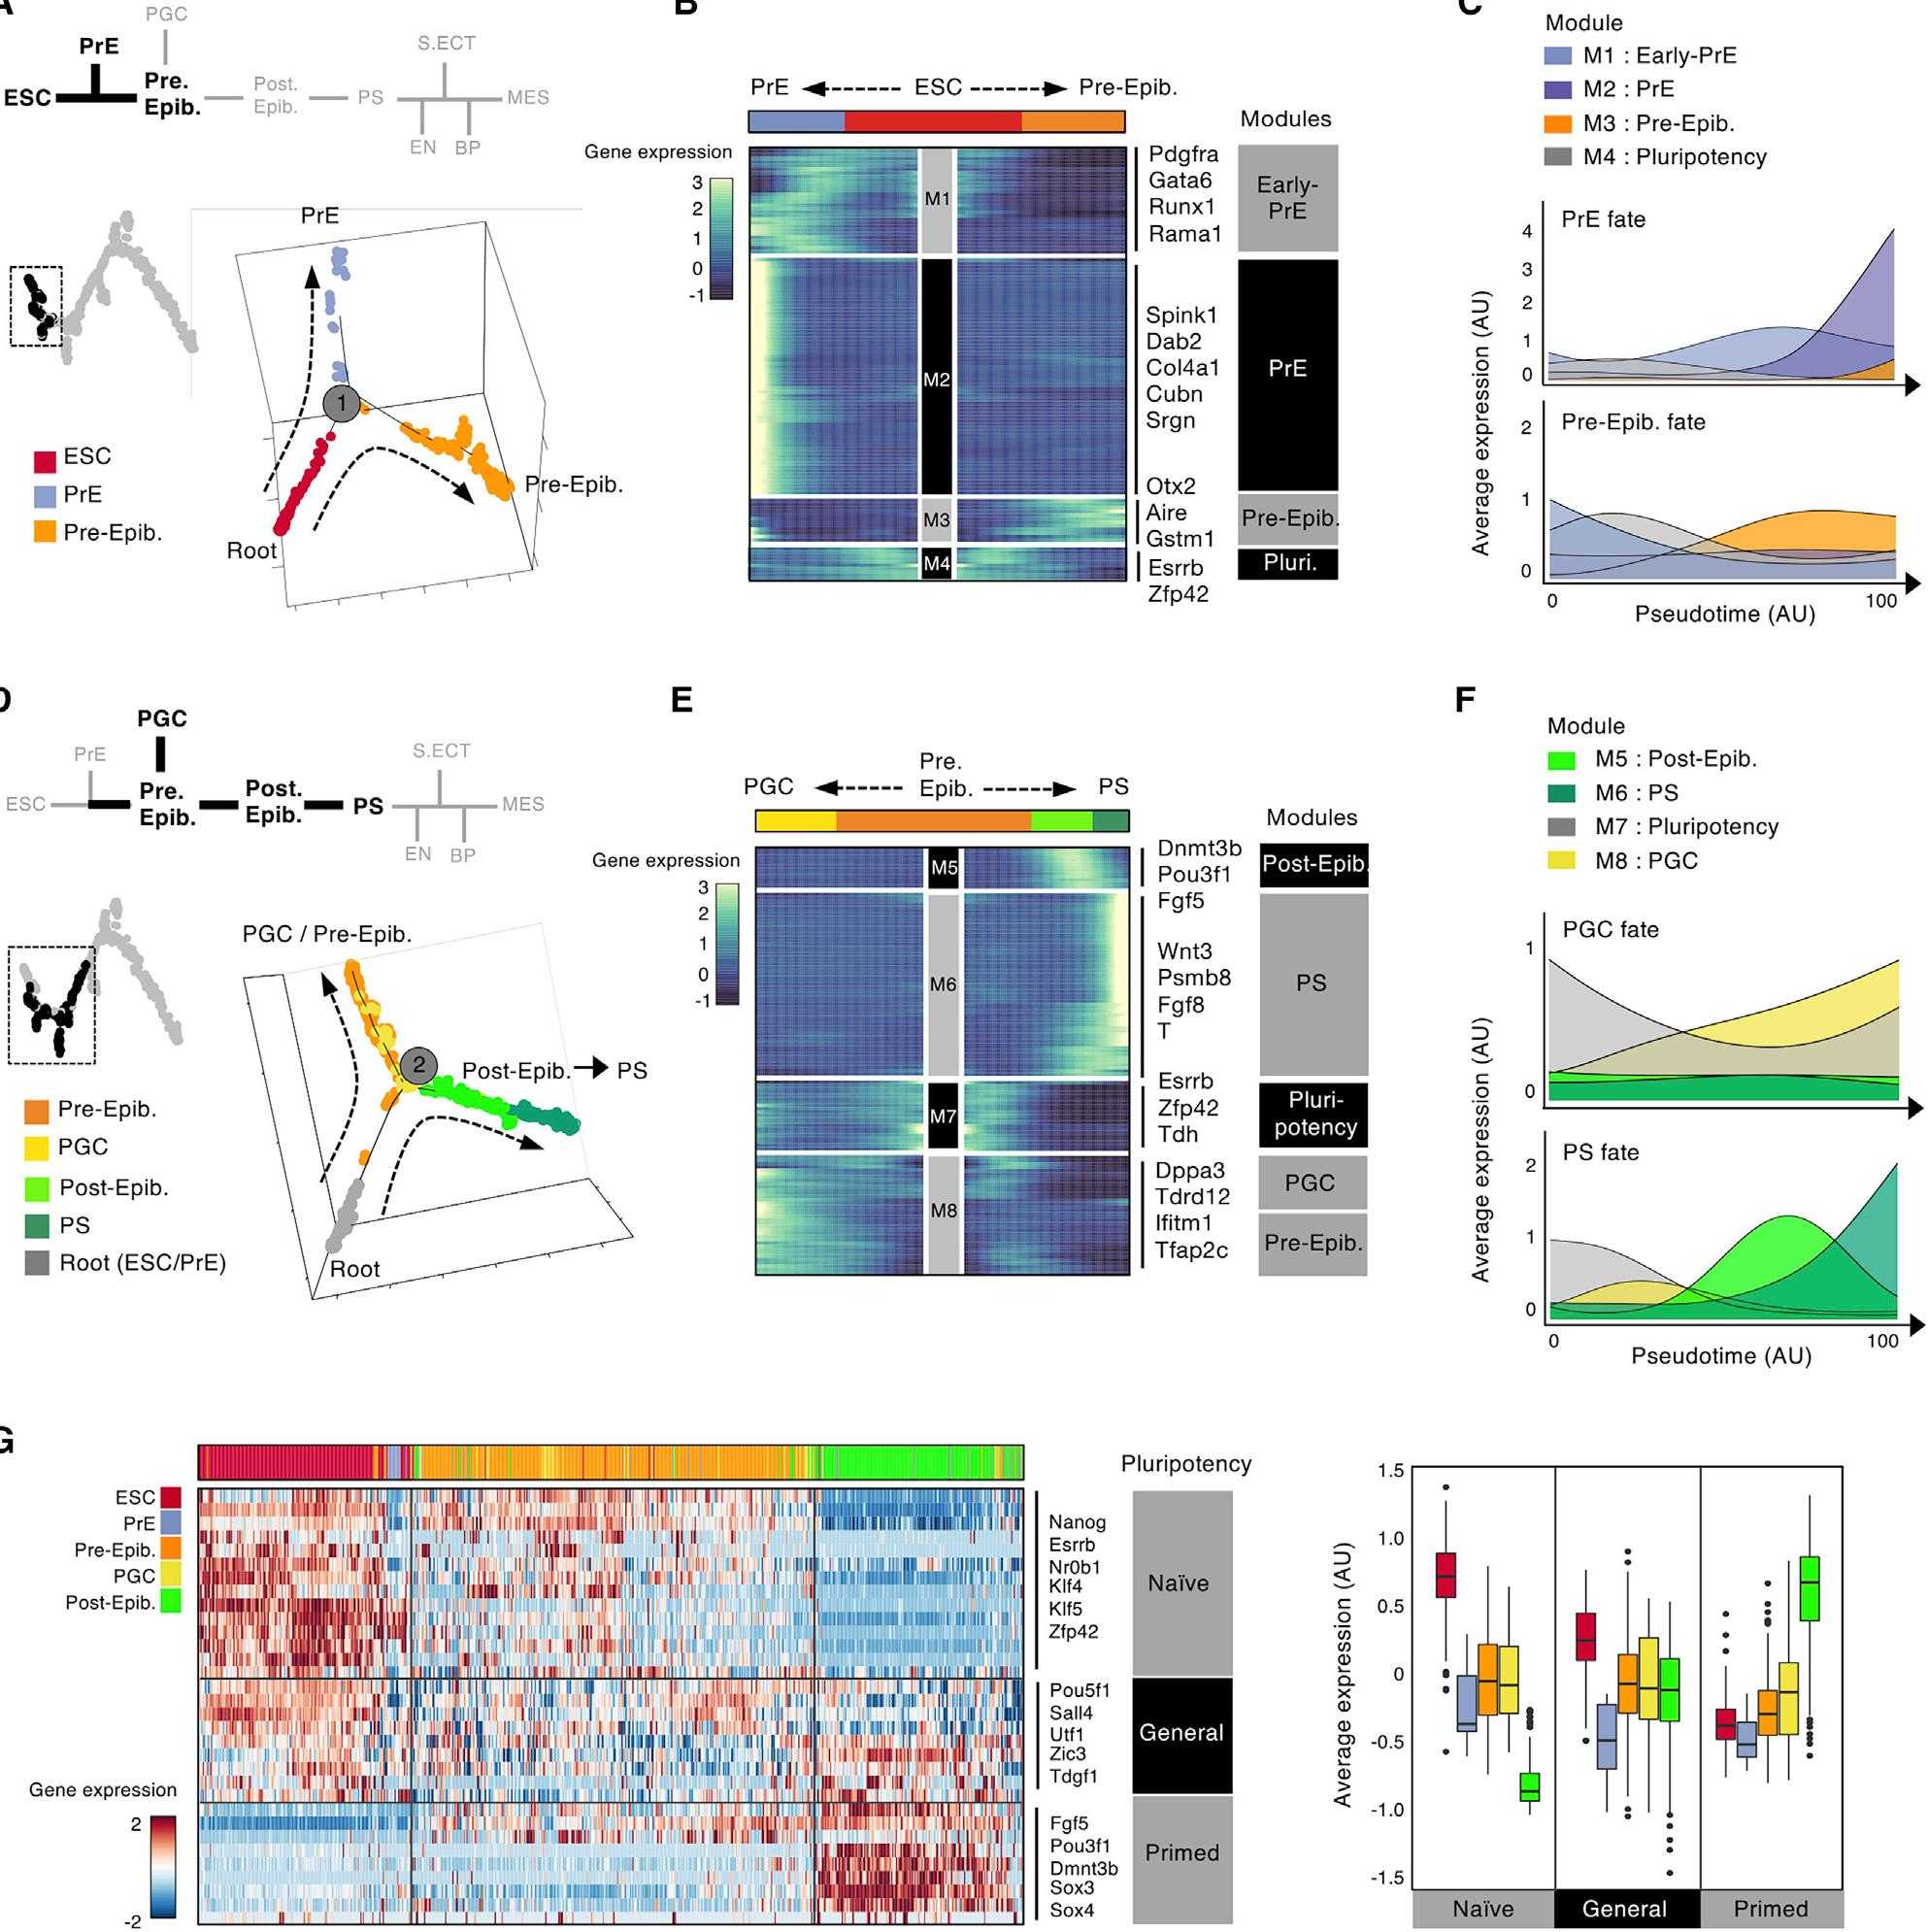 A
PGC
PrE
S.ECT
ESC
Pre.
Epib.
Post.
Epib.
PS
MES
EN
BP
PrE
1
ESC
PrE
Pre-Epib.
Pre-Epib.
Root
B
PrE
ESC
Pre-Epib.
Modules
Gene expression
3
2
1
0
-1
M1
M2
M3
M4
Pdgfra
Gata6
Runx1
Rama1
Spink1
Dab2
Col4a1
Cubn
Srgn
Otx2
Aire
Gstm1
Esrrb
Zfp42
Early-
PrE
PrE
Pre-Epib.
Pluri.
C
Module
M1 : Early-PrE
M2 : PrE
M3 : Pre-Epib.
M4 : Pluripotency
PrE fate
4
3
2
1
0
Pre-Epib. fate
2
1
0
Average expression (AU)
0
100
Pseudotime (AU)
D
PGC
PrE
S.ECT
ESC
Pre.
Epib.
Post.
Epib.
PS
MES
EN
BP
PGC / Pre-Epib.
2
Post-Epib.
PS
Pre-Epib.
PGC
Post-Epib.
PS
Root (ESC/PrE)
Root
E
PGC
Pre.
Epib.
PS
Modules
Gene expression
3
2
1
0
-1
M5
M6
M7
M8
Dnmt3b
Pou3f1
Fgf5
Wnt3
Psmb8
Fgf8
T
Esrrb
Zfp42
Tdh
Dppa3
Tdrd12
Ifitm1
Tfap2c
Post-Epib.
PS
Pluri-
potency
PGC
Pre-Epib.
F
Module
M5 : Post-Epib.
M6 : PS
M7 : Pluripotency
M8 : PGC
PGC fate
1
0
PS fate
2
1
0
Average expression (AU)
0
100
Pseudotime (AU)
G
ESC
PrE
Pre-Epib.
PGC
Post-Epib.
Gene expression
2
-2
Pluripotency
Nanog
Esrrb
Nr0b1
Klf4
Klf5
Zfp42
Pou5f1
Sall4
Utf1
Zic3
Tdgf1
Fgf5
Pou3f1
Dmnt3b
Sox3
Sox4
Naïve
General
Primed
Average expression (AU)
1.5
1.0
0.5
0
-0.5
-1.0
-1.5
Naïve
General
Primed